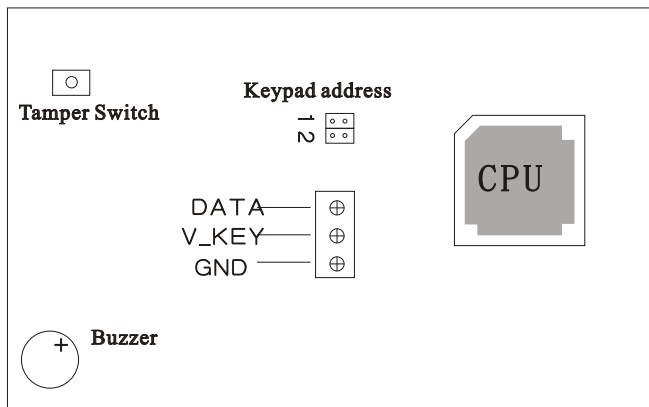 Keypad address
Tamper Switch
1
2
CPU
DATA
V_KEY
GND
Buzzer
+